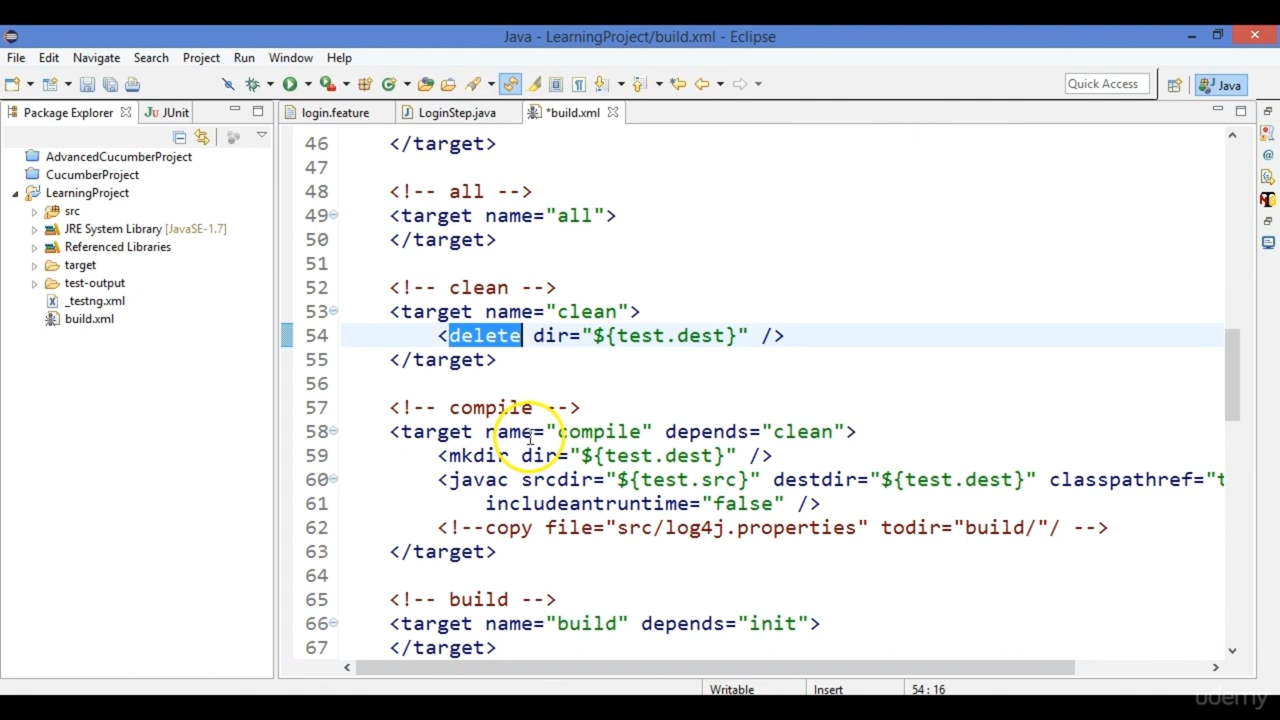 Java - LearningProject/build.xml - Eclipse
File Edit Navigate Search Project Run Window Help
Quick Access
Java
Package Explorer
JUnit
login.feature
LoginStep.java
*build.xml
AdvancedCucumberProject
CucumberProject
LearningProject
src
JRE System Library [JavaSE-1.7]
Referenced Libraries
target
test-output
_testng.xml
build.xml
46 </target>
47
48 <!-- all -->
49 <target name="all">
50 </target>
51
52 <!-- clean -->
53 <target name="clean">
54 <delete dir="${test.dest}" />
55 </target>
56
57 <!-- compile -->
58 <target name="compile" depends="clean">
59 <mkdir dir="${test.dest}" />
60 <javac srcdir="${test.src}" destdir="${test.dest}" classpathref="t
61 includeantruntime="false" />
62 <!--copy file="src/log4j.properties" todir="build/"/ -->
63 </target>
64
65 <!-- build -->
66 <target name="build" depends="init">
67 </target>
Writable Insert 54 : 16
udemy